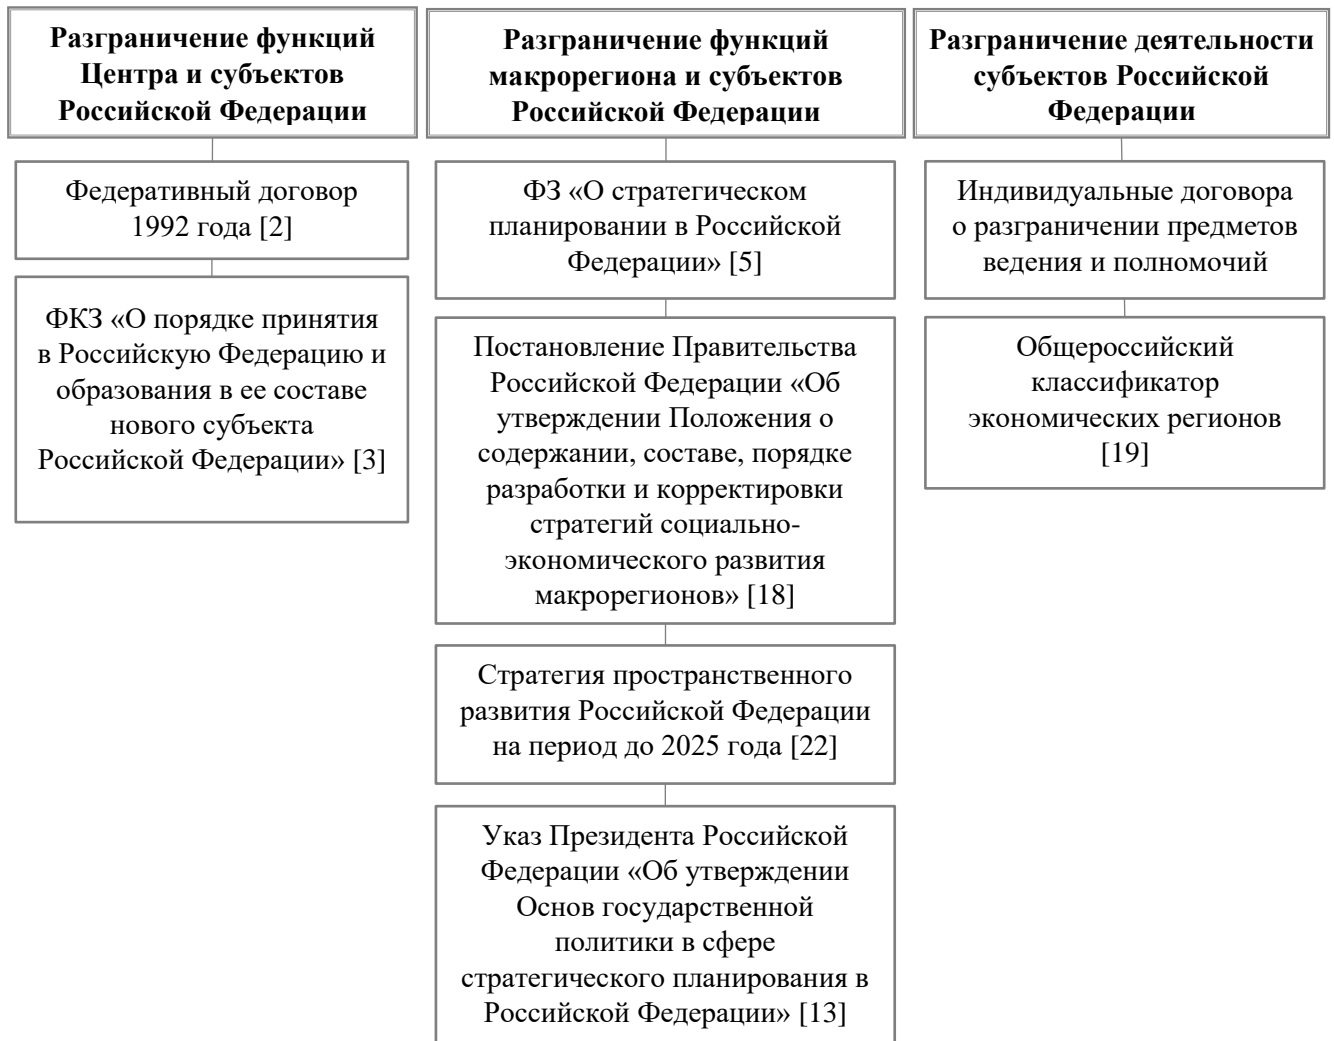 Разграничение функций
Центра и субъектов
Российской Федерации
Федеративный договор
1992 года [2]
ФКЗ «О порядке принятия
в Российскую Федерацию и
образования в ее составе
нового субъекта
Российской Федерации» [3]
Разграничение функций
макрорегиона и субъектов
Российской Федерации
ФЗ «О стратегическом
планировании в Российской
Федерации» [5]
Постановление Правительства
Российской Федерации «Об
утверждении Положения о
содержании, составе, порядке
разработки и корректировки
стратегий социально-
экономического развития
макрорегионов» [18]
Стратегия пространственного
развития Российской Федерации
на период до 2025 года [22]
Указ Президента Российской
Федерации «Об утверждении
Основ государственной
политики в сфере
стратегического планирования в
Российской Федерации» [13]
Разграничение деятельности
субъектов Российской
Федерации
Индивидуальные договора
о разграничении предметов
ведения и полномочий
Общероссийский
классификатор
экономических регионов
[19]